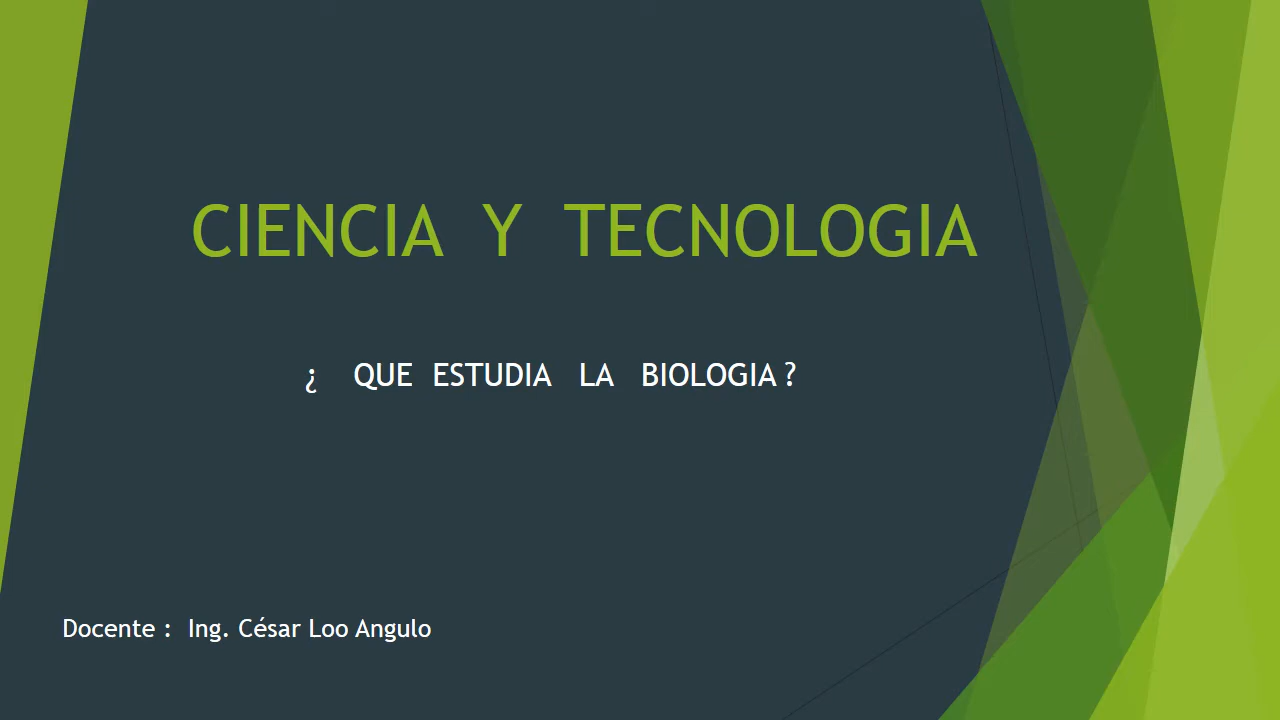 CIENCIA Y TECNOLOGIA
¿ QUE ESTUDIA LA BIOLOGIA ?
Docente : Ing. César Loo Angulo